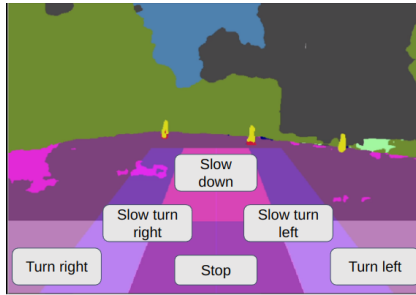 Slow
down
Slow turn
right
Slow turn
left
Turn right
Stop
Turn left